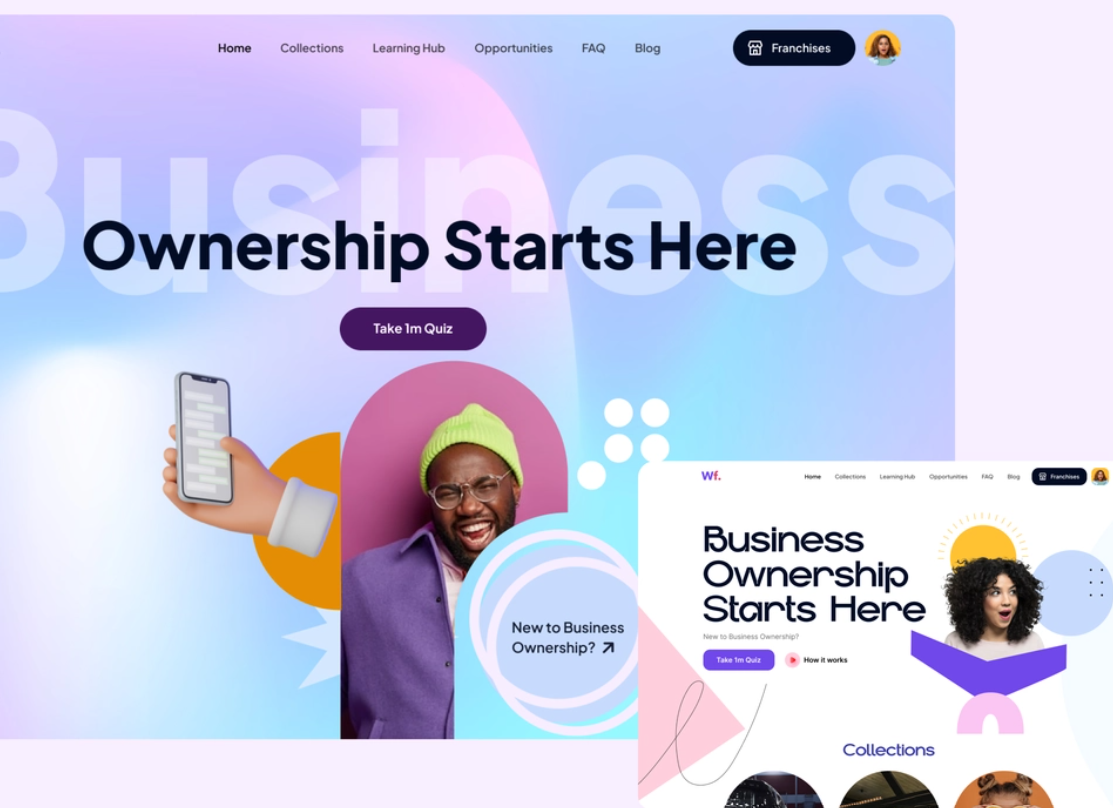 Home Collections Learning Hub Opportunities FAQ Blog Franchises
Business
Ownership Starts Here
Take 1m Quiz
New to Business
Ownership?
Wf. Home Collections Learning Hub Opportunities FAQ Blog Franchises
Business
Ownership
Starts Here
New to Business Ownership?
Take 1m Quiz How it works
Collections